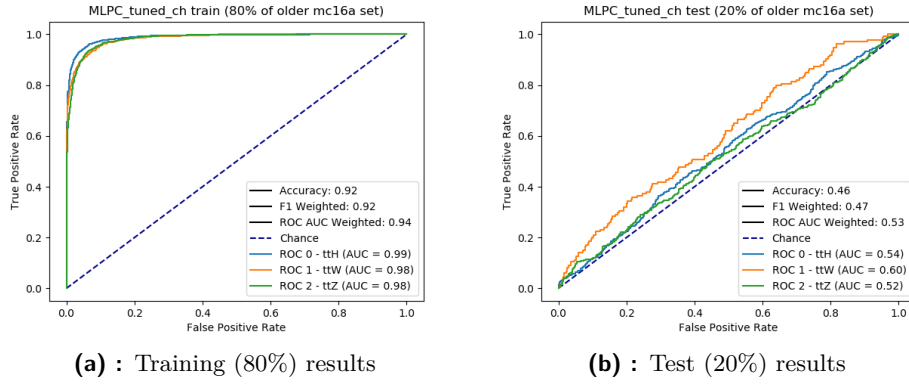 MLPC_tuned_ch train (80% of older mc16a set)
True Positive Rate
1.0
0.8
0.6
0.4
0.2
0.0
Accuracy: 0.92
F1 Weighted: 0.92
ROC AUC Weighted: 0.94
Chance
ROC 0 - ttH (AUC = 0.99)
ROC 1 - ttW (AUC = 0.98)
ROC 2 - ttZ (AUC = 0.98)
0.0 0.2 0.4 0.6 0.8 1.0
False Positive Rate
(a) : Training (80%) results
MLPC_tuned_ch test (20% of older mc16a set)
True Positive Rate
1.0
0.8
0.6
0.4
0.2
0.0
Accuracy: 0.46
F1 Weighted: 0.47
ROC AUC Weighted: 0.53
Chance
ROC 0 - ttH (AUC = 0.54)
ROC 1 - ttW (AUC = 0.60)
ROC 2 - ttZ (AUC = 0.52)
0.0 0.2 0.4 0.6 0.8 1.0
False Positive Rate
(b) : Test (20%) results